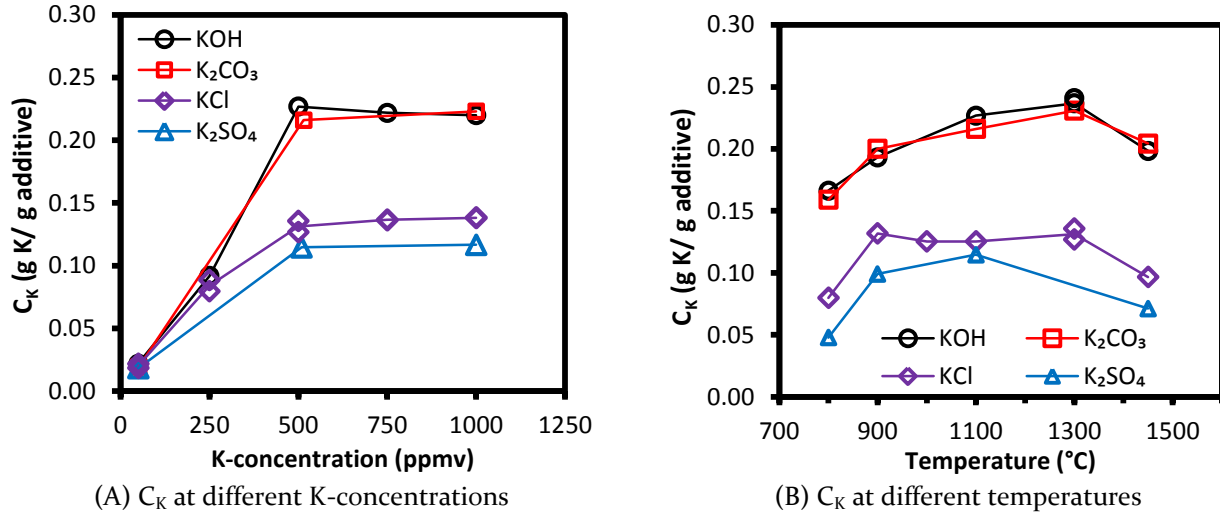 0.30
0.25
0.20
0.15
0.10
0.05
0.00
C_K (g K/ g additive)
KOH
K₂CO₃
KCl
K₂SO₄
0 250 500 750 1000 1250
K-concentration (ppmv)
(A) C_K at different K-concentrations
0.30
0.25
0.20
0.15
0.10
0.05
0.00
C_K (g K/ g additive)
KOH K₂CO₃
KCl K₂SO₄
700 900 1100 1300 1500
Temperature (°C)
(B) C_K at different temperatures